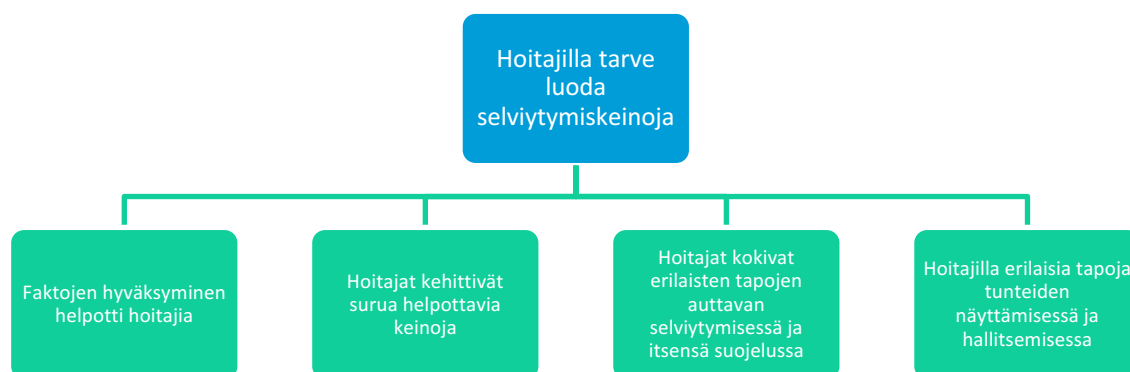 Hoitajilla tarve
luoda
selviytymiskeinoja
Faktojen hyväksyminen
helpotti hoitajia
Hoitajat kehittivät
surua helpottavia
keinoja
Hoitajat kokivat
erilaisten tapojen
auttavan
selviytymisessä ja
itsensä suojelussa
Hoitajilla erilaisia tapoja
tunteiden
näyttämisessä ja
hallitsemisessa